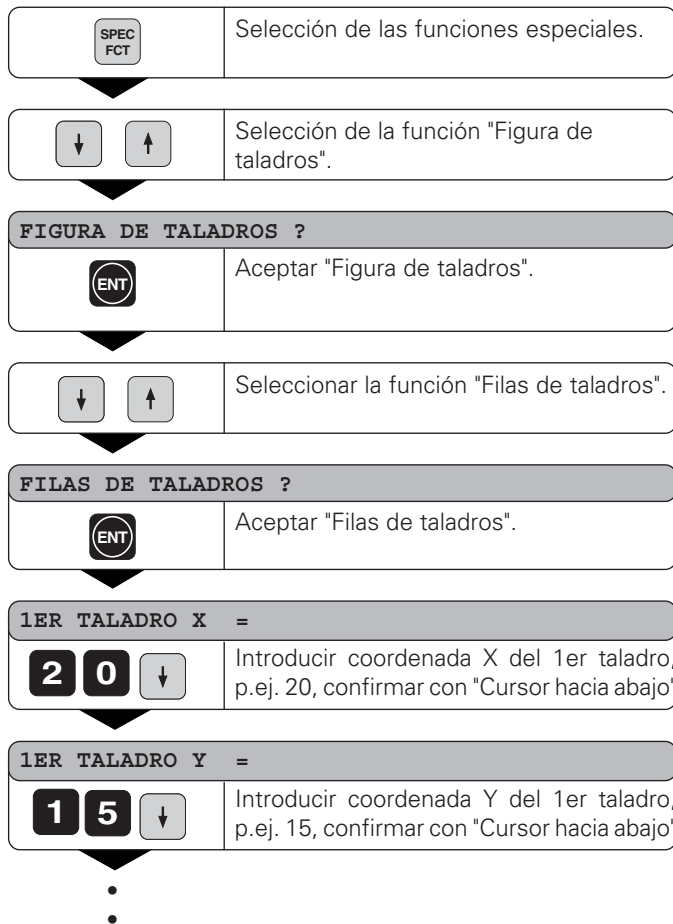 SPEC
FCT
Selección de las funciones especiales.
Selección de la función "Figura de
taladros".
FIGURA DE TALADROS ?
ENT
Aceptar "Figura de taladros".
Seleccionar la función "Filas de taladros".
FILAS DE TALADROS ?
ENT
Aceptar "Filas de taladros".
1ER TALADRO X =
2 0
Introducir coordenada X del 1er taladro,
p.ej. 20, confirmar con "Cursor hacia abajo"
1ER TALADRO Y =
1 5
Introducir coordenada Y del 1er taladro,
p.ej. 15, confirmar con "Cursor hacia abajo"